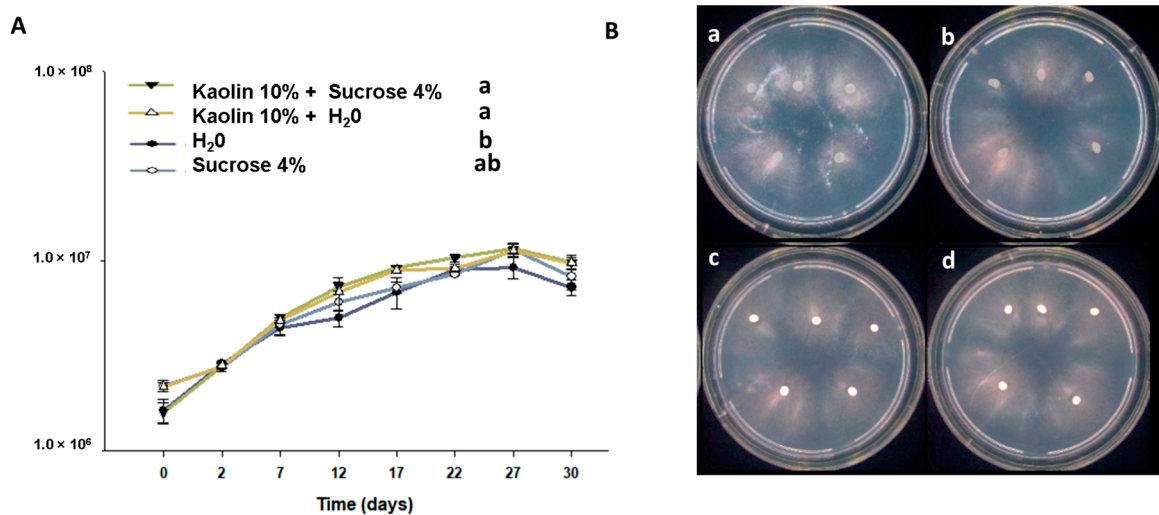 A
1.0 × 10⁸
Kaolin 10% + Sucrose 4% a
Kaolin 10% + H₂0 a
H₂0 b
Sucrose 4% ab
1.0 × 10⁷
1.0 × 10⁶
0 2 7 12 17 22 27 30
Time (days)
B
a b
c d